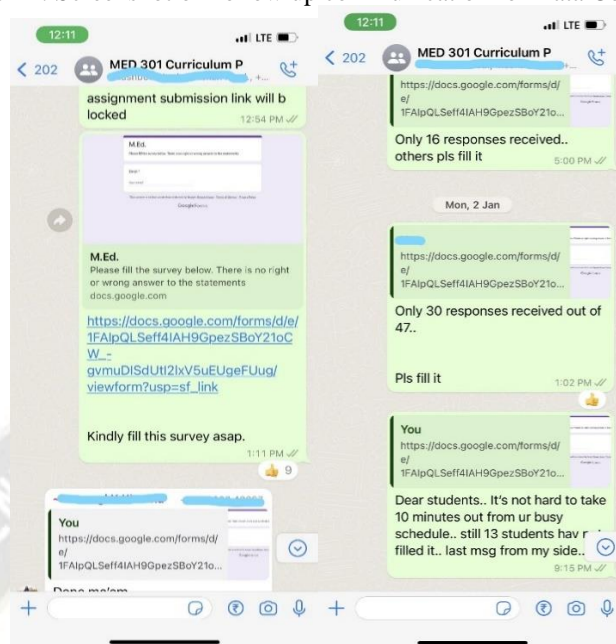 12:11
LTE
202
MED 301 Curriculum P
assignment submission link will b
locked
12:54 PM
M.Ed.
M.Ed.
Please fill the survey below. There is no right
or wrong answer to the statements
docs.google.com
https://docs.google.com/forms/d/e/
1FAIpQLSeff4IAH9GpezSBoY21oC
W_-
gvmuDlSdUtl2lxV5uEUgeFUug/
viewform?usp=sf_link
Kindly fill this survey asap.
1:11 PM
9
You
https://docs.google.com/forms/d/
e/
1FAIpQLSeff4IAH9GpezSBoY21o...
12:11
LTE
202
MED 301 Curriculum P
https://docs.google.com/forms/d/
e/
1FAIpQLSeff4IAH9GpezSBoY21o...
Only 16 responses received..
others pls fill it
5:00 PM
Mon, 2 Jan
https://docs.google.com/forms/d/
e/
1FAIpQLSeff4IAH9GpezSBoY21o...
Only 30 responses received out of
47..
Pls fill it
1:02 PM
You
https://docs.google.com/forms/d/
e/
1FAIpQLSeff4IAH9GpezSBoY21o...
Dear students.. It's not hard to take
10 minutes out from ur busy
schedule.. still 13 students hav
filled it.. last msg from my side..
9:15 PM